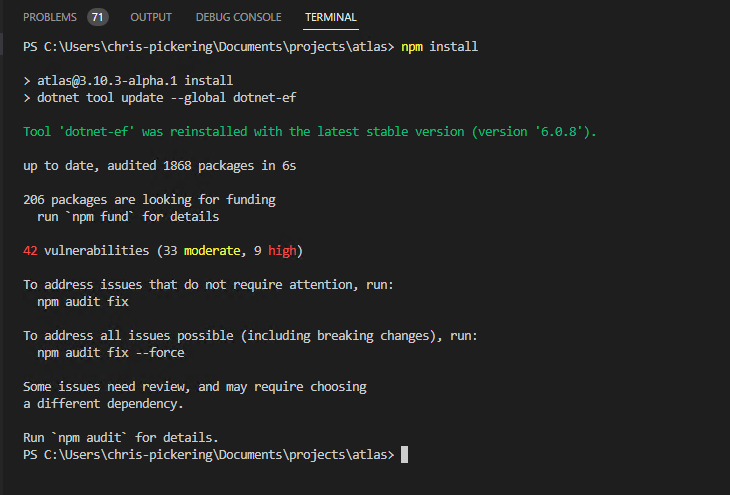 PROBLEMS 71 OUTPUT DEBUG CONSOLE TERMINAL
PS C:\Users\chris-pickering\Documents\projects\atlas> npm install
> atlas@3.10.3-alpha.1 install
> dotnet tool update --global dotnet-ef
Tool 'dotnet-ef' was reinstalled with the latest stable version (version '6.0.8').
up to date, audited 1868 packages in 6s
206 packages are looking for funding
  run `npm fund` for details
42 vulnerabilities (33 moderate, 9 high)
To address issues that do not require attention, run:
  npm audit fix
To address all issues possible (including breaking changes), run:
  npm audit fix --force
Some issues need review, and may require choosing
a different dependency.
Run `npm audit` for details.
PS C:\Users\chris-pickering\Documents\projects\atlas>